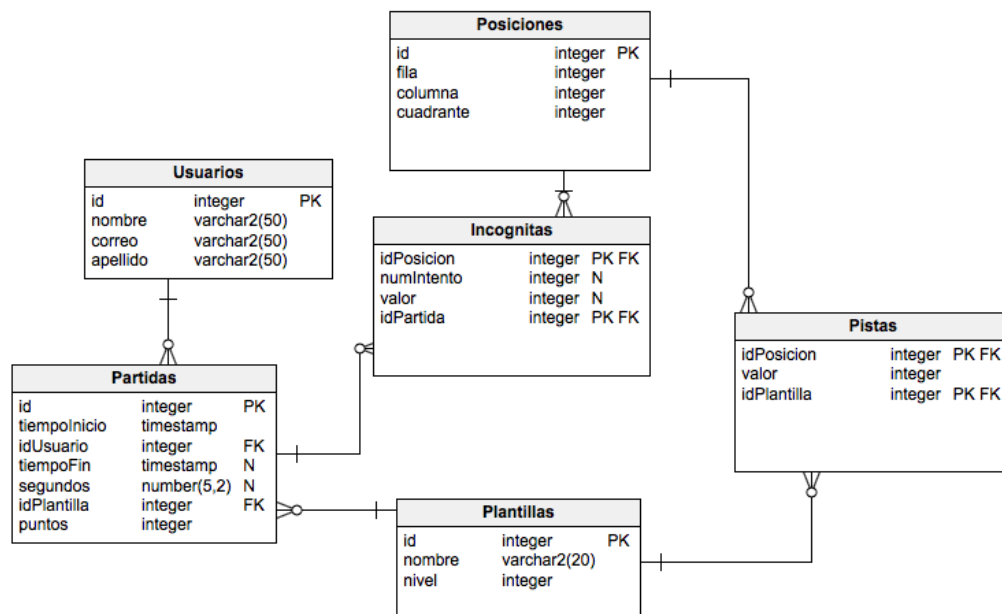 Posiciones
id integer PK
fila integer
columna integer
cuadrante integer
Usuarios
id integer PK
nombre varchar2(50)
correo varchar2(50)
apellido varchar2(50)
Incognitas
idPosicion integer PK FK
numIntento integer N
valor integer N
idPartida integer PK FK
Pistas
idPosicion integer PK FK
valor integer
idPlantilla integer PK FK
Partidas
id integer PK
tiempoInicio timestamp
idUsuario integer FK
tiempoFin timestamp N
segundos number(5,2) N
idPlantilla integer FK
puntos integer
Plantillas
id integer PK
nombre varchar2(20)
nivel integer